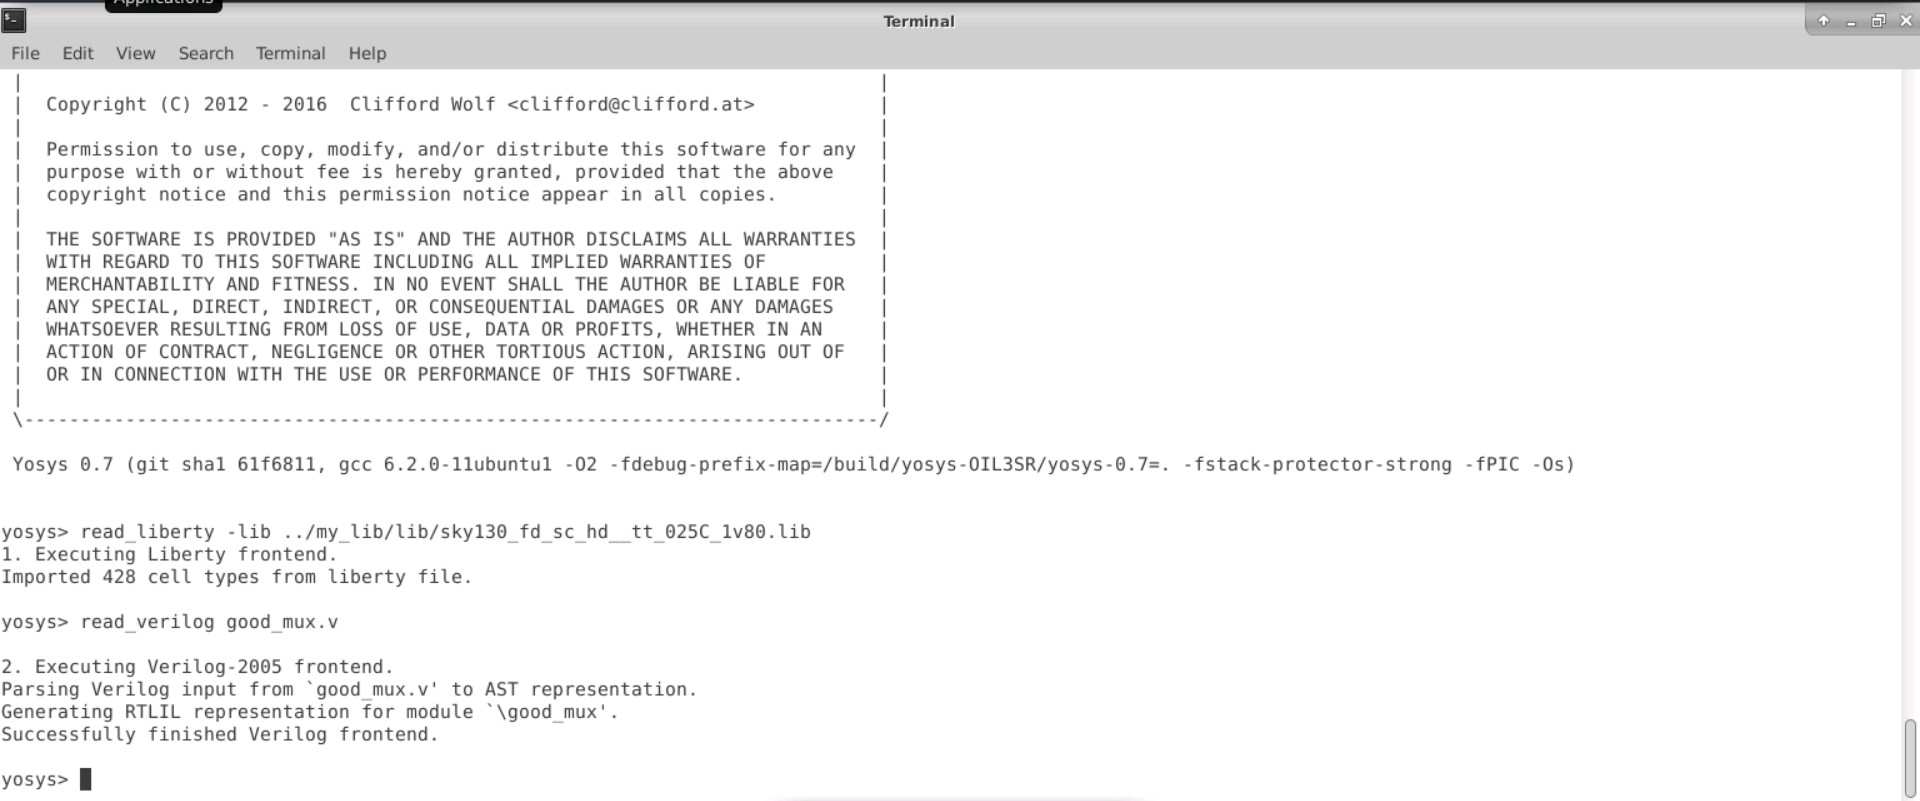 Applications
Terminal
File Edit View Search Terminal Help
| |
| Copyright (C) 2012 - 2016  Clifford Wolf <clifford@clifford.at> |
| |
| Permission to use, copy, modify, and/or distribute this software for any |
| purpose with or without fee is hereby granted, provided that the above |
| copyright notice and this permission notice appear in all copies. |
| |
| THE SOFTWARE IS PROVIDED "AS IS" AND THE AUTHOR DISCLAIMS ALL WARRANTIES |
| WITH REGARD TO THIS SOFTWARE INCLUDING ALL IMPLIED WARRANTIES OF |
| MERCHANTABILITY AND FITNESS. IN NO EVENT SHALL THE AUTHOR BE LIABLE FOR |
| ANY SPECIAL, DIRECT, INDIRECT, OR CONSEQUENTIAL DAMAGES OR ANY DAMAGES |
| WHATSOEVER RESULTING FROM LOSS OF USE, DATA OR PROFITS, WHETHER IN AN |
| ACTION OF CONTRACT, NEGLIGENCE OR OTHER TORTIOUS ACTION, ARISING OUT OF |
| OR IN CONNECTION WITH THE USE OR PERFORMANCE OF THIS SOFTWARE. |
| |
\----------------------------------------------------------------------------/
Yosys 0.7 (git sha1 61f6811, gcc 6.2.0-11ubuntu1 -O2 -fdebug-prefix-map=/build/yosys-OIL3SR/yosys-0.7=. -fstack-protector-strong -fPIC -Os)
yosys> read_liberty -lib ../my_lib/lib/sky130_fd_sc_hd__tt_025C_1v80.lib
1. Executing Liberty frontend.
Imported 428 cell types from liberty file.
yosys> read_verilog good_mux.v
2. Executing Verilog-2005 frontend.
Parsing Verilog input from `good_mux.v' to AST representation.
Generating RTLIL representation for module `\good_mux'.
Successfully finished Verilog frontend.
yosys>